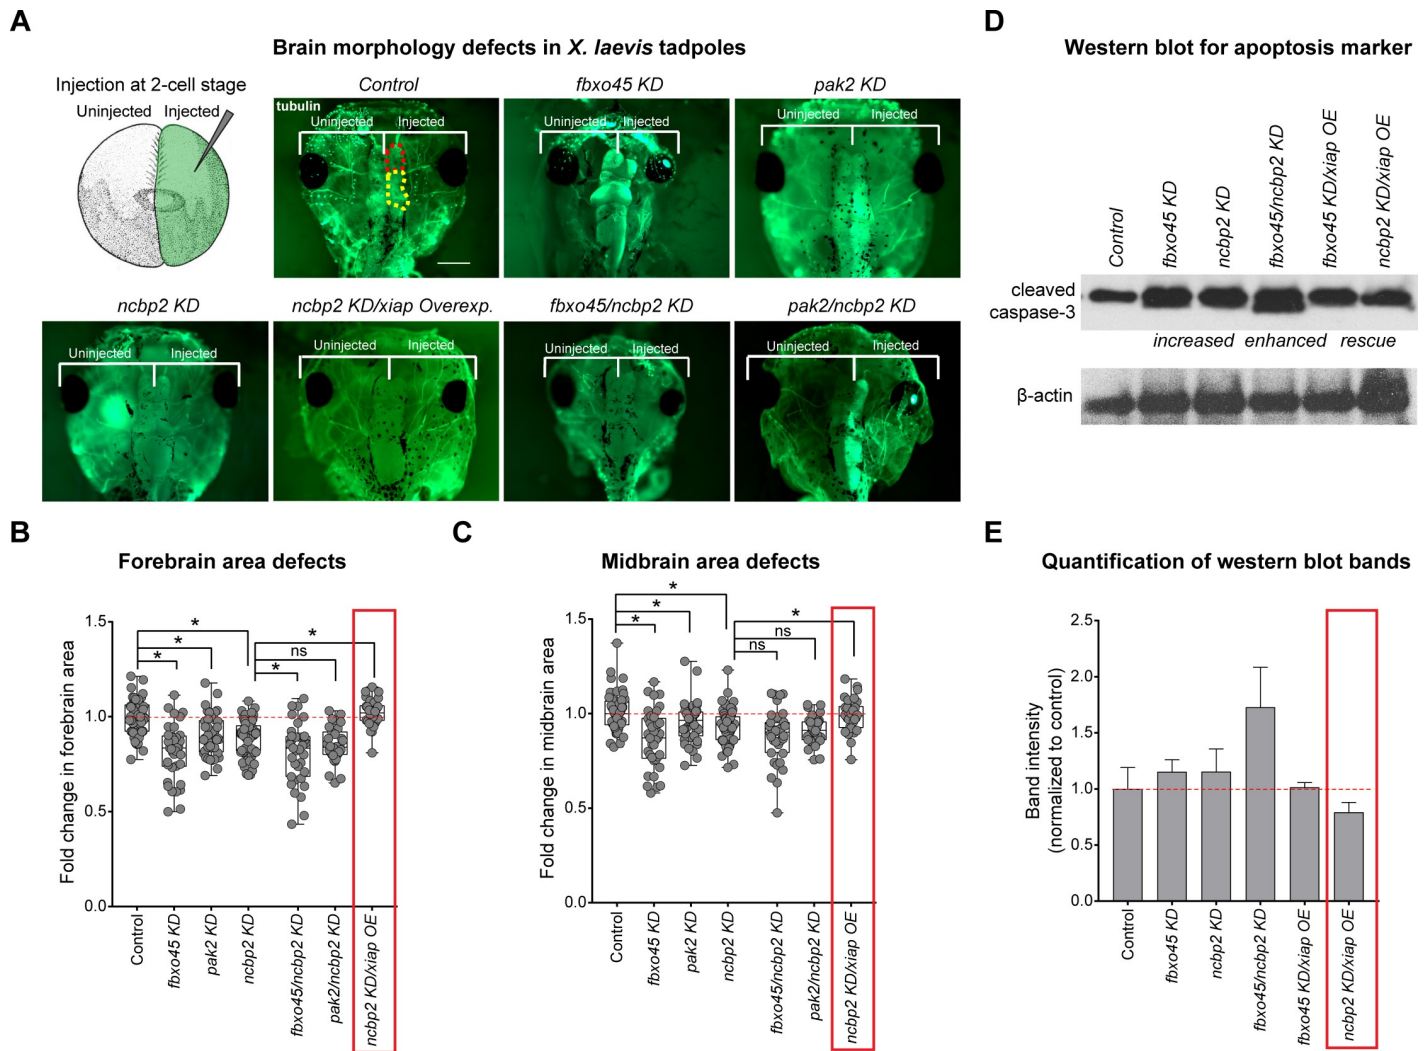 A
Brain morphology defects in X. laevis tadpoles
Injection at 2-cell stage
Uninjected Injected
Control
tubulin
Uninjected Injected
fbxo45 KD
Uninjected Injected
pak2 KD
Uninjected Injected
ncbp2 KD
Uninjected Injected
ncbp2 KD/xiap Overexp.
Uninjected Injected
fbxo45/ncbp2 KD
Uninjected Injected
pak2/ncbp2 KD
Uninjected Injected
D
Western blot for apoptosis marker
Control
fbxo45 KD
ncbp2 KD
fbxo45/ncbp2 KD
fbxo45 KD/xiap OE
ncbp2 KD/xiap OE
cleaved
caspase-3
increased enhanced rescue
β-actin
B
Forebrain area defects
Fold change in forebrain area
1.5
1.0
0.5
0.0
*
*
*
*
ns
*
Control
fbxo45 KD
pak2 KD
ncbp2 KD
fbxo45/ncbp2 KD
pak2/ncbp2 KD
ncbp2 KD/xiap OE
C
Midbrain area defects
Fold change in midbrain area
1.5
1.0
0.5
0.0
*
*
*
*
ns
ns
Control
fbxo45 KD
pak2 KD
ncbp2 KD
fbxo45/ncbp2 KD
pak2/ncbp2 KD
ncbp2 KD/xiap OE
E
Quantification of western blot bands
Band intensity
(normalized to control)
2.5
2.0
1.5
1.0
0.5
0.0
Control
fbxo45 KD
ncbp2 KD
fbxo45/ncbp2 KD
fbxo45 KD/xiap OE
ncbp2 KD/xiap OE